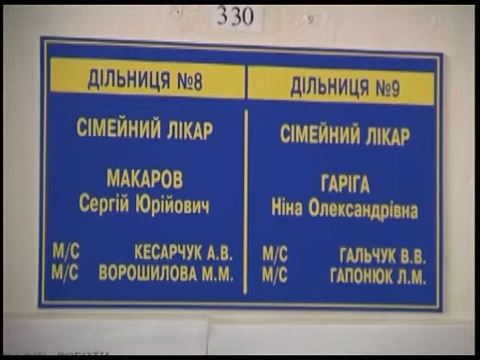 330
ДІЛЬНИЦЯ №8
СІМЕЙНИЙ ЛІКАР
МАКАРОВ
Сергій Юрійович
М/С КЕСАРЧУК А.В.
М/С ВОРОШИЛОВА М.М.
ДІЛЬНИЦЯ №9
СІМЕЙНИЙ ЛІКАР
ГАРІГА
Ніна Олександрівна
М/С ГАЛЬЧУК В.В.
М/С ГАПОНЮК Л.М.